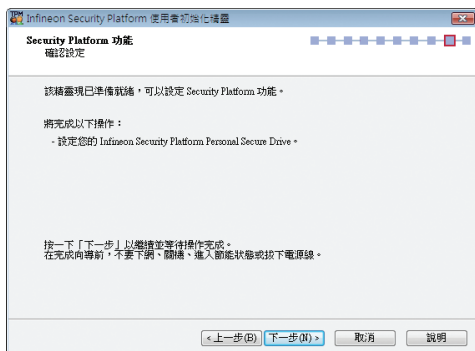 Infineon Security Platform 使用者初始化精靈
Security Platform 功能
確認設定
該精靈現已準備就緒，可以設定 Security Platform 功能。
將完成以下操作：
- 設定您的 Infineon Security Platform Personal Secure Drive。
按一下「下一步」以繼續並等待操作完成。
在完成向導前，不要下網、關機、進入節能狀態或拔下電源線。
<上一步(B)
下一步(N)>
取消
說明